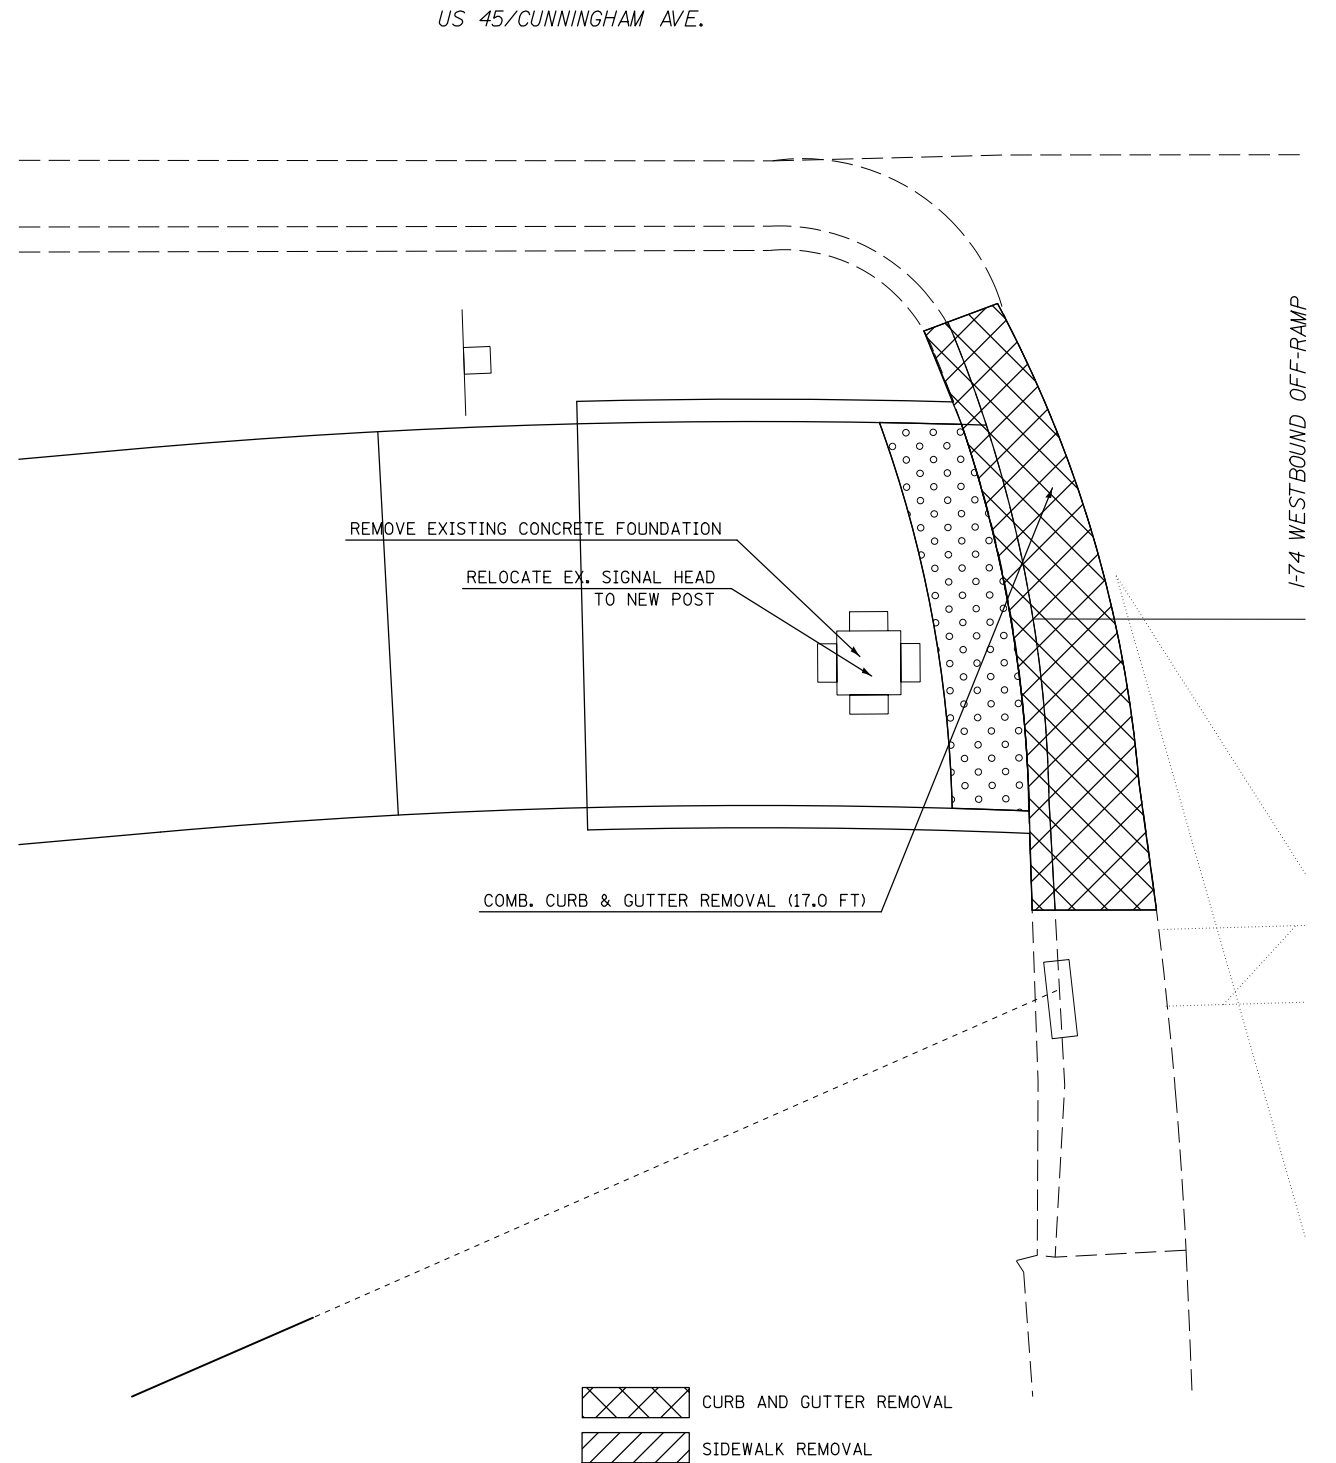 US 45/CUNNINGHAM AVE.
I-74 WESTBOUND OFF-RAMP
REMOVE EXISTING CONCRETE FOUNDATION
RELOCATE EX. SIGNAL HEAD
TO NEW POST
COMB. CURB & GUTTER REMOVAL (17.0 FT)
CURB AND GUTTER REMOVAL
SIDEWALK REMOVAL